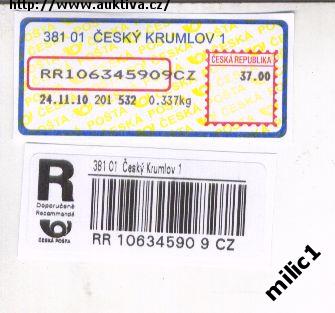 http://www.auktiva.cz/
381 01 ČESKÝ KRUMLOV 1
RR106345909CZ
ČESKÁ REPUBLIKA
37.00
24.11.10 201 532 0.337kg
R
Doporučeně
Recommandé
ČESKÁ POŠTA
381 01 Český Krumlov 1
RR 10634590 9 CZ
milic1